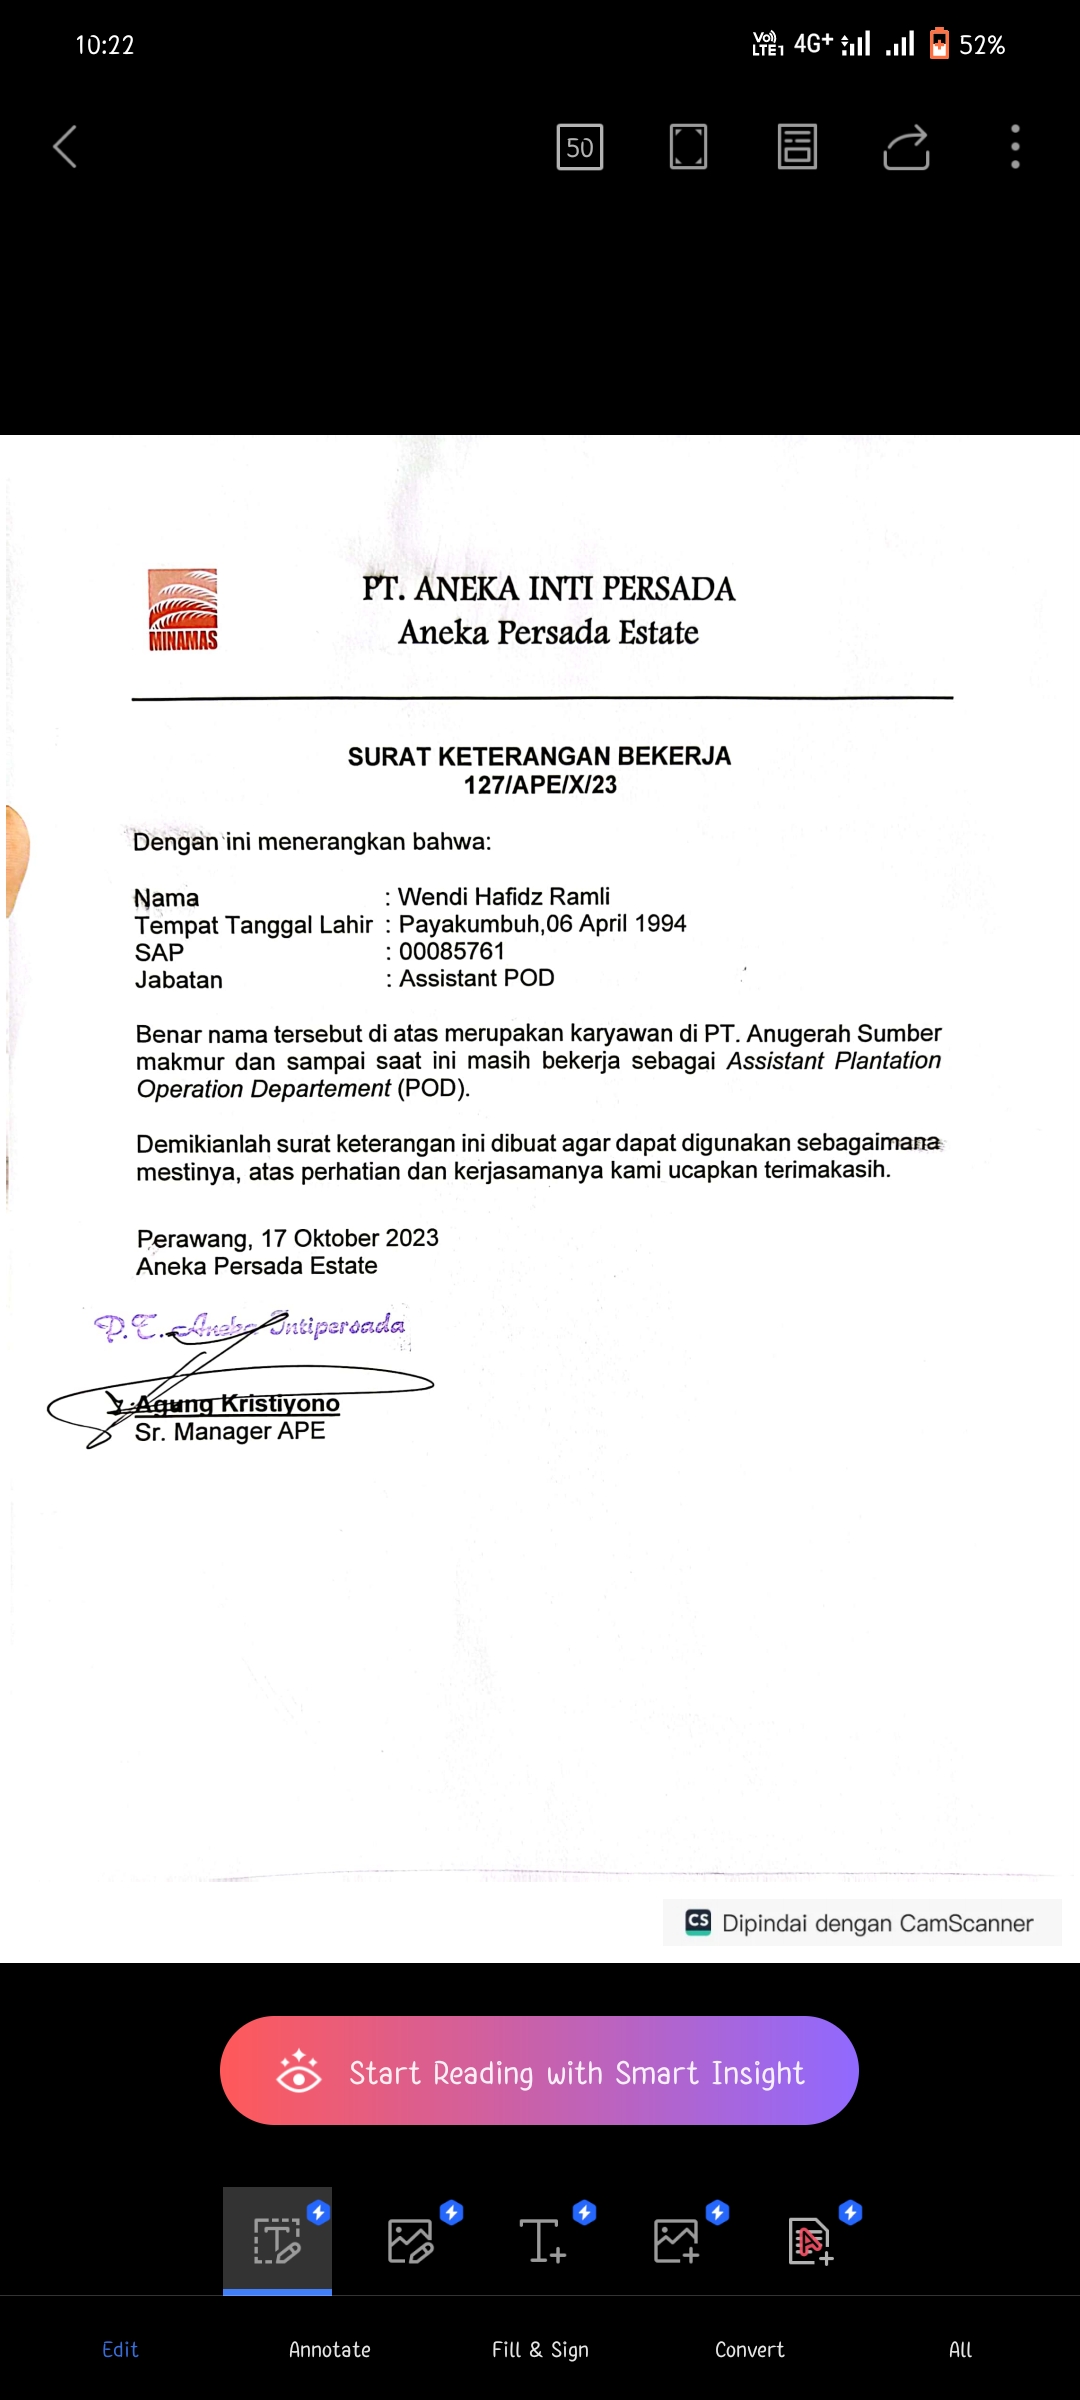 10:22
Vo)) LTE1 4G+ 52%
50
MINAMAS
PT. ANEKA INTI PERSADA
Aneka Persada Estate
SURAT KETERANGAN BEKERJA
127/APE/X/23
Dengan ini menerangkan bahwa:
Nama : Wendi Hafidz Ramli
Tempat Tanggal Lahir : Payakumbuh,06 April 1994
SAP : 00085761
Jabatan : Assistant POD
Benar nama tersebut di atas merupakan karyawan di PT. Anugerah Sumber
makmur dan sampai saat ini masih bekerja sebagai Assistant Plantation
Operation Departement (POD).
Demikianlah surat keterangan ini dibuat agar dapat digunakan sebagaimana
mestinya, atas perhatian dan kerjasamanya kami ucapkan terimakasih.
Perawang, 17 Oktober 2023
Aneka Persada Estate
P.T. Aneka Intipersada
Agung Kristiyono
Sr. Manager APE
CS Dipindai dengan CamScanner
Start Reading with Smart Insight
Edit Annotate Fill & Sign Convert All